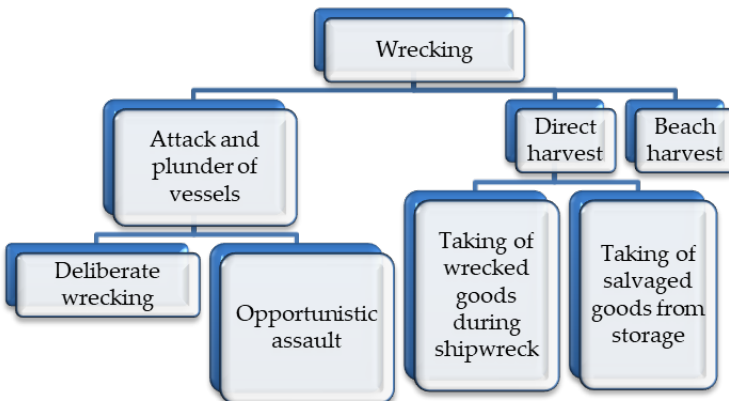 Wrecking
Attack and
plunder of
vessels
Direct
harvest
Beach
harvest
Deliberate
wrecking
Opportunistic
assault
Taking of
wrecked
goods
during
shipwreck
Taking of
salvaged
goods from
storage